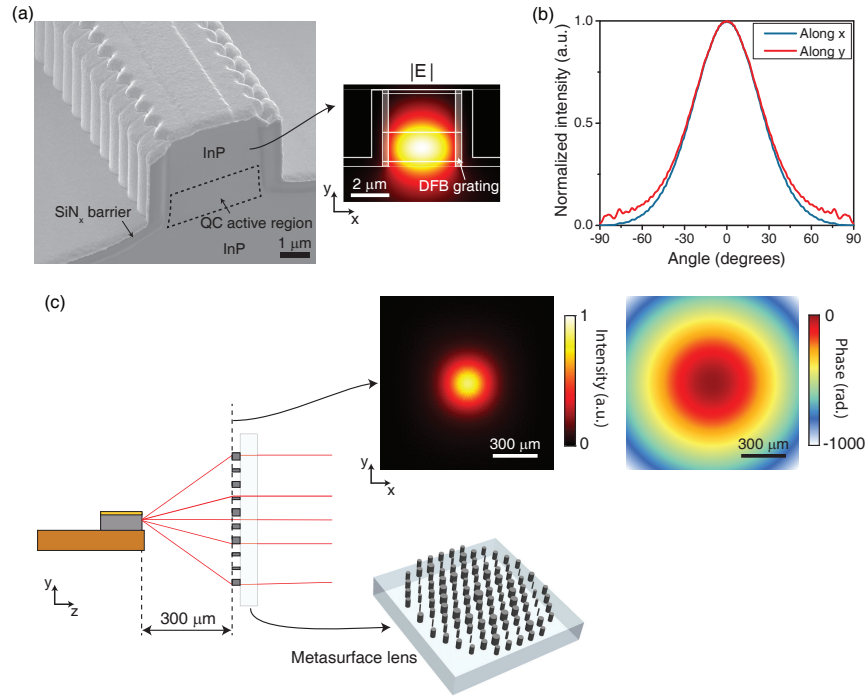 (a)
InP
SiNₓ barrier
QC active region
InP
1 μm
|E|
DFB grating
2 μm
y
x
(b)
Normalized intensity (a.u.)
1.0
0.5
0.0
-90
-60
-30
0
30
60
90
Angle (degrees)
Along x
Along y
(c)
300 μm
y
x
1
0
Intensity (a.u.)
300 μm
0
-1000
Phase (rad.)
y
z
300 μm
Metasurface lens